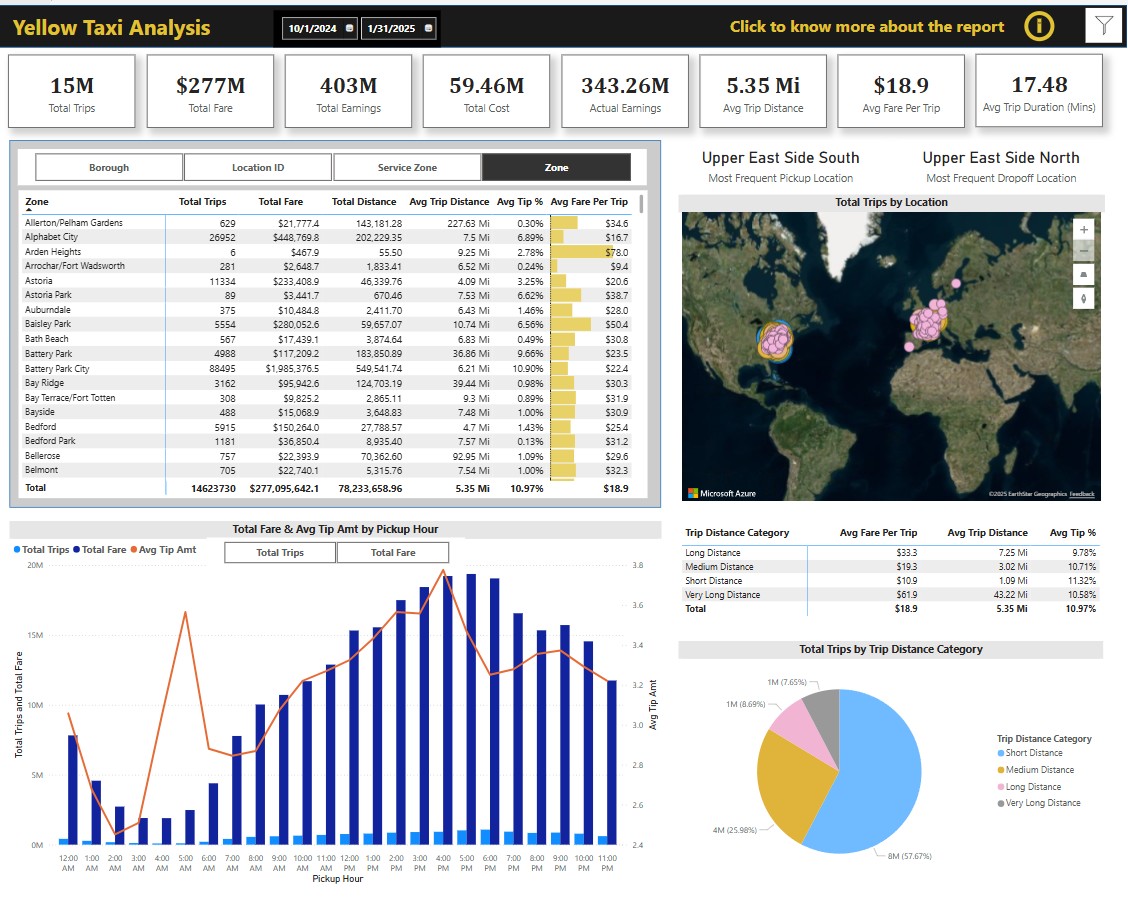 Yellow Taxi Analysis
10/1/2024 1/31/2025
Click to know more about the report
15M
Total Trips
$277M
Total Fare
403M
Total Earnings
59.46M
Total Cost
343.26M
Actual Earnings
5.35 Mi
Avg Trip Distance
$18.9
Avg Fare Per Trip
17.48
Avg Trip Duration (Mins)
Borough Location ID Service Zone Zone
Zone Total Trips Total Fare Total Distance Avg Trip Distance Avg Tip % Avg Fare Per Trip
Allerton/Pelham Gardens 629 $21,777.4 143,181.28 227.63 Mi 0.30% $34.6
Alphabet City 26952 $448,769.8 202,229.35 7.5 Mi 6.89% $16.7
Arden Heights 6 $467.9 55.50 9.25 Mi 2.78% $78.0
Arrochar/Fort Wadsworth 281 $2,648.7 1,833.41 6.52 Mi 0.24% $9.4
Astoria 11334 $233,408.9 46,339.76 4.09 Mi 3.25% $20.6
Astoria Park 89 $3,441.7 670.46 7.53 Mi 6.62% $38.7
Auburndale 375 $10,484.8 2,411.70 6.43 Mi 1.46% $28.0
Baisley Park 5554 $280,052.6 59,657.07 10.74 Mi 6.56% $50.4
Bath Beach 567 $17,439.1 3,874.64 6.83 Mi 0.49% $30.8
Battery Park 4988 $117,209.2 183,850.89 36.86 Mi 9.66% $23.5
Battery Park City 88495 $1,985,376.5 549,541.74 6.21 Mi 10.90% $22.4
Bay Ridge 3162 $95,942.6 124,703.19 39.44 Mi 0.98% $30.3
Bay Terrace/Fort Totten 308 $9,825.2 2,865.11 9.3 Mi 0.89% $31.9
Bayside 488 $15,068.9 3,648.83 7.48 Mi 1.00% $30.9
Bedford 5915 $150,264.0 27,788.57 4.7 Mi 1.43% $25.4
Bedford Park 1181 $36,850.4 8,935.40 7.57 Mi 0.13% $31.2
Bellerose 757 $22,393.9 70,362.60 92.95 Mi 1.09% $29.6
Belmont 705 $22,740.1 5,315.76 7.54 Mi 1.00% $32.3
Total 14623730 $277,095,642.1 78,233,658.96 5.35 Mi 10.97% $18.9
Upper East Side South
Most Frequent Pickup Location
Upper East Side North
Most Frequent Dropoff Location
Total Trips by Location
Microsoft Azure
©2025 EarthStar Geographics Feedback
Total Fare & Avg Tip Amt by Pickup Hour
Total Trips Total Fare Avg Tip Amt
Total Trips Total Fare
Total Trips and Total Fare
20M
15M
10M
5M
0M
3.8
3.6
3.4
3.2
3.0
2.8
2.6
2.4
Avg Tip Amt
12:00 AM 1:00 AM 2:00 AM 3:00 AM 4:00 AM 5:00 AM 6:00 AM 7:00 AM 8:00 AM 9:00 AM 10:00 AM 11:00 AM 12:00 PM 1:00 PM 2:00 PM 3:00 PM 4:00 PM 5:00 PM 6:00 PM 7:00 PM 8:00 PM 9:00 PM 10:00 PM 11:00 PM
Pickup Hour
Trip Distance Category Avg Fare Per Trip Avg Trip Distance Avg Tip %
Long Distance $33.3 7.25 Mi 9.78%
Medium Distance $19.3 3.02 Mi 10.71%
Short Distance $10.9 1.09 Mi 11.32%
Very Long Distance $61.9 43.22 Mi 10.58%
Total $18.9 5.35 Mi 10.97%
Total Trips by Trip Distance Category
1M (7.65%)
1M (8.69%)
4M (25.98%)
8M (57.67%)
Trip Distance Category
Short Distance
Medium Distance
Long Distance
Very Long Distance